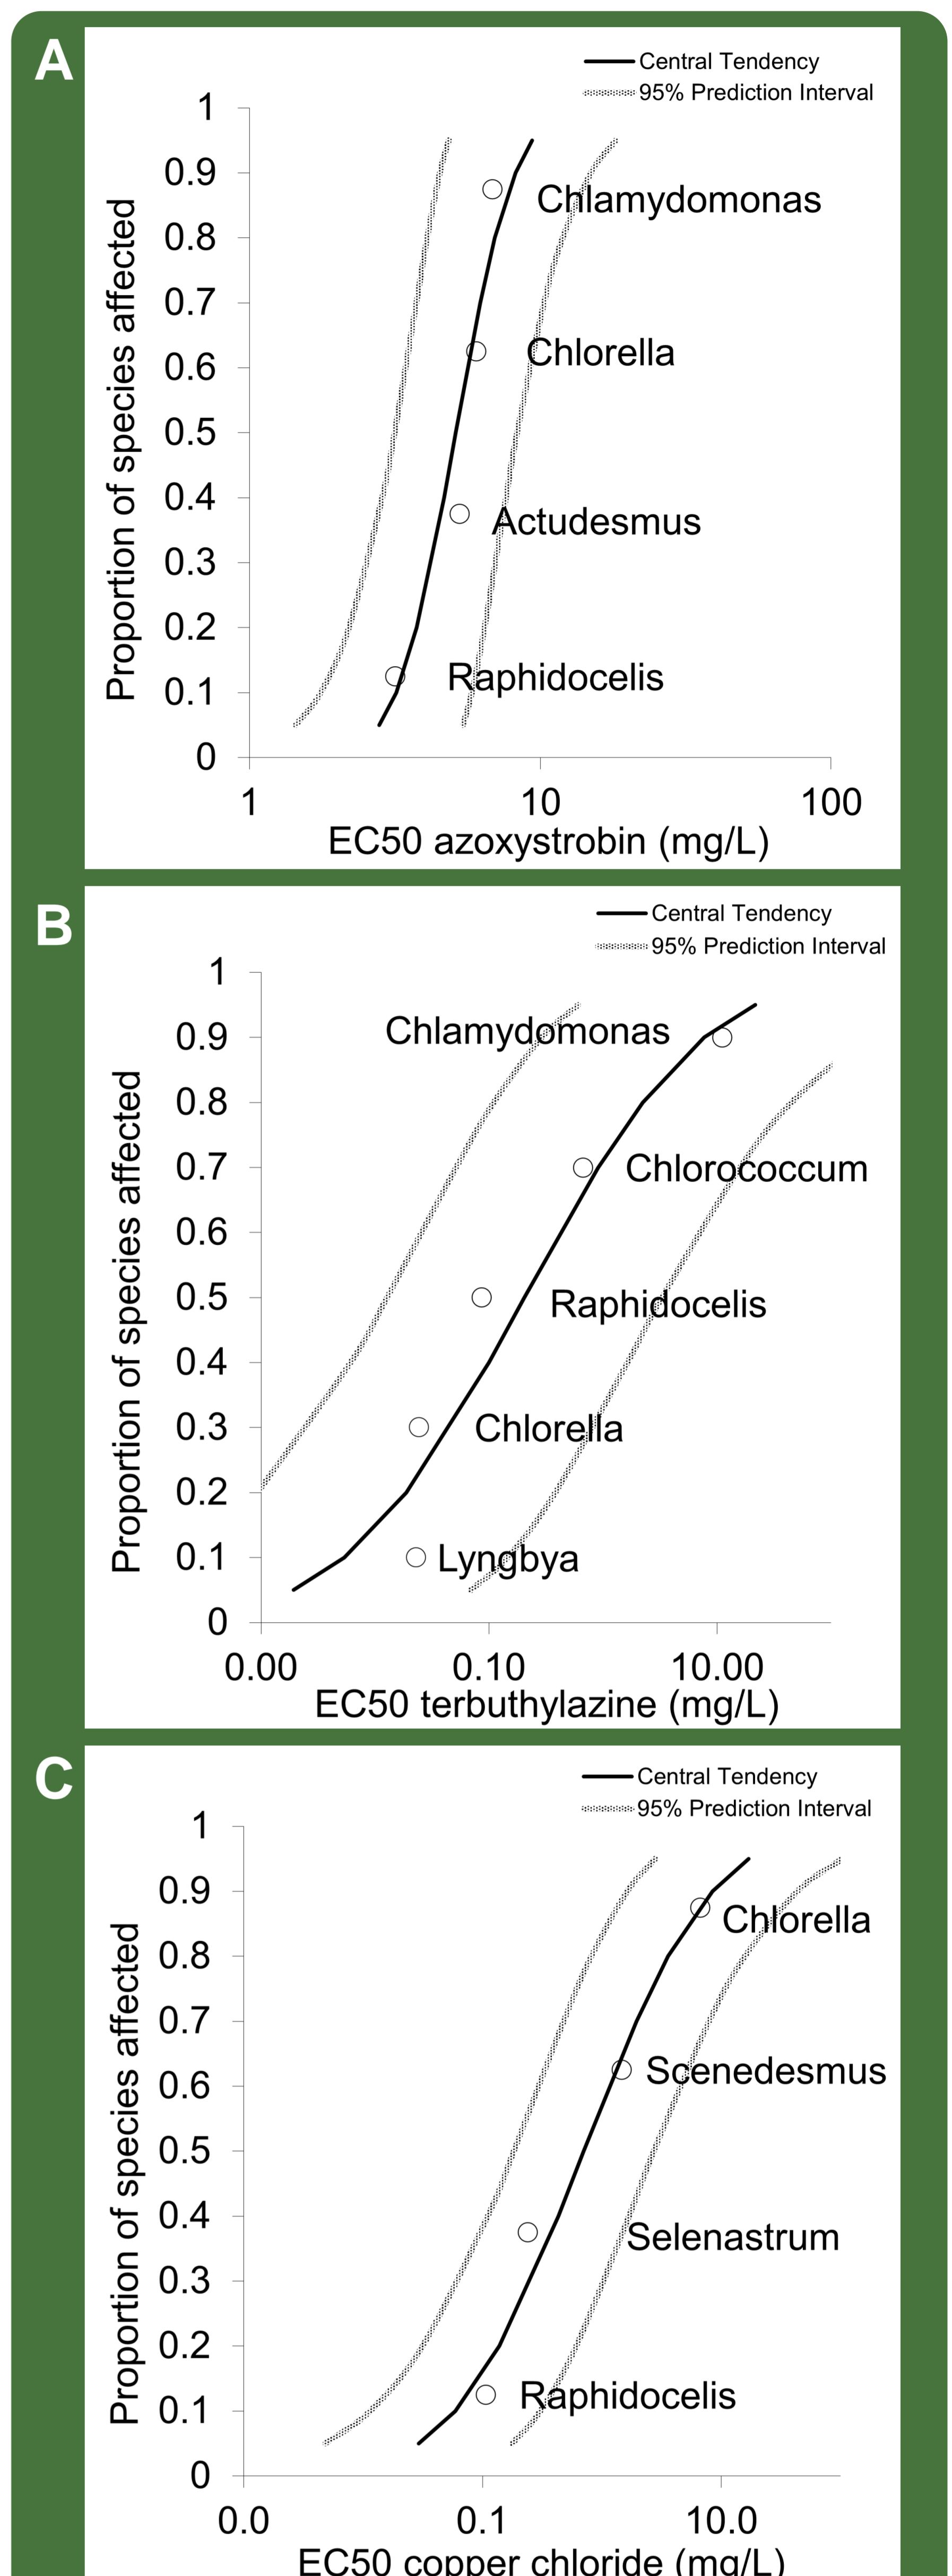 A
Central Tendency
95% Prediction Interval
Proportion of species affected
1
0.9
0.8
0.7
0.6
0.5
0.4
0.3
0.2
0.1
0
Chlamydomonas
Chlorella
Actudesmus
Raphidocelis
1 10 100
EC50 azoxystrobin (mg/L)
B
Central Tendency
95% Prediction Interval
Proportion of species affected
1
0.9
0.8
0.7
0.6
0.5
0.4
0.3
0.2
0.1
0
Chlamydomonas
Chlorococcum
Raphidocelis
Chlorella
Lyngbya
0.00 0.10 10.00
EC50 terbuthylazine (mg/L)
C
Central Tendency
95% Prediction Interval
Proportion of species affected
1
0.9
0.8
0.7
0.6
0.5
0.4
0.3
0.2
0.1
0
Chlorella
Scenedesmus
Selenastrum
Raphidocelis
0.0 0.1 10.0
EC50 copper chloride (mg/L)